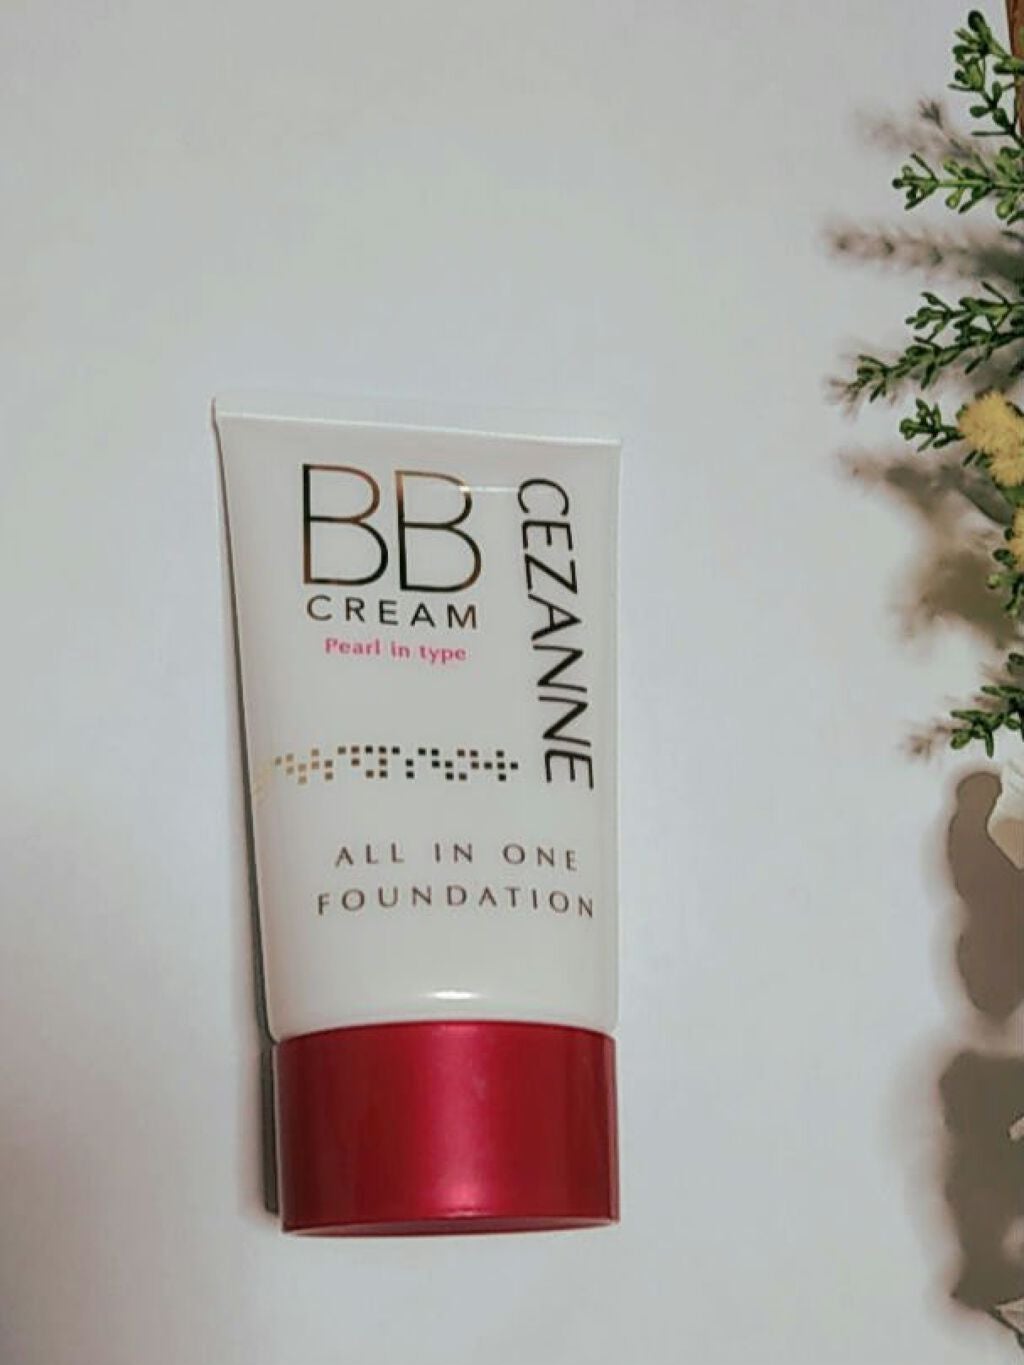 BB
CREAM
Pearl in type
CEZANNE
ALL IN ONE
FOUNDATION